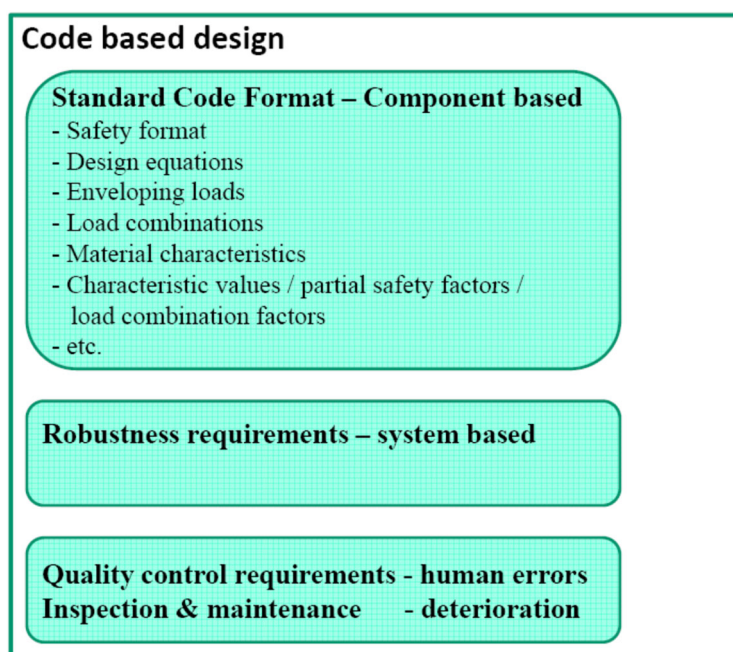 Code based design
Standard Code Format – Component based
- Safety format
- Design equations
- Enveloping loads
- Load combinations
- Material characteristics
- Characteristic values / partial safety factors /
load combination factors
- etc.
Robustness requirements – system based
Quality control requirements - human errors
Inspection & maintenance - deterioration